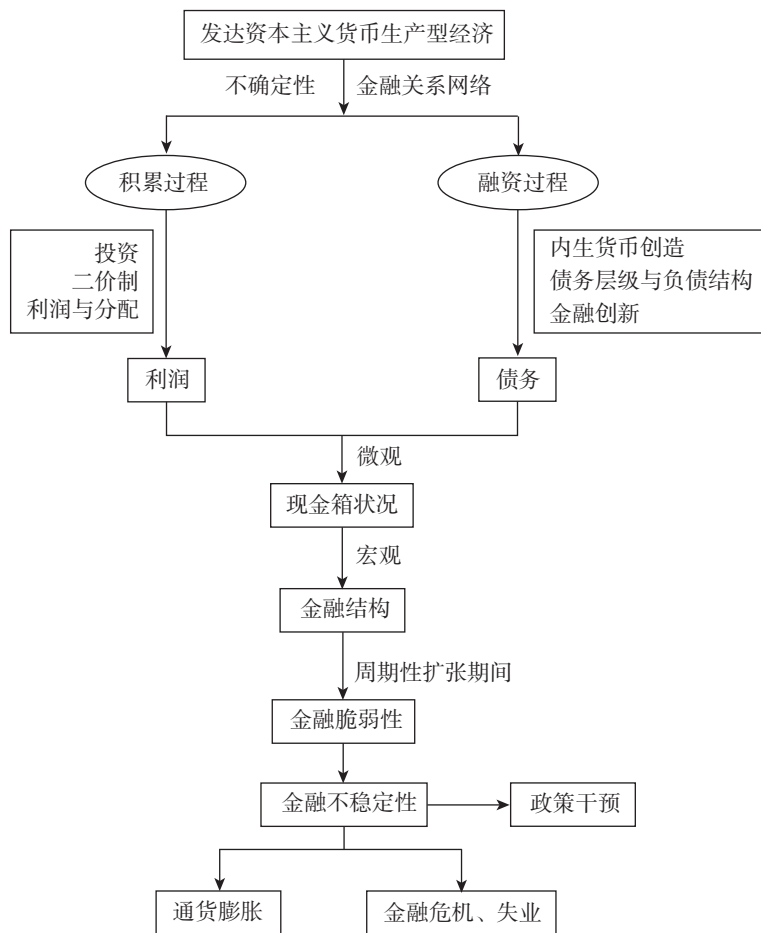 发达资本主义货币生产型经济
不确定性
金融关系网络
积累过程
融资过程
投资
二价制
利润与分配
内生货币创造
债务层级与负债结构
金融创新
利润
债务
微观
现金箱状况
宏观
金融结构
周期性扩张期间
金融脆弱性
金融不稳定性
政策干预
通货膨胀
金融危机、失业